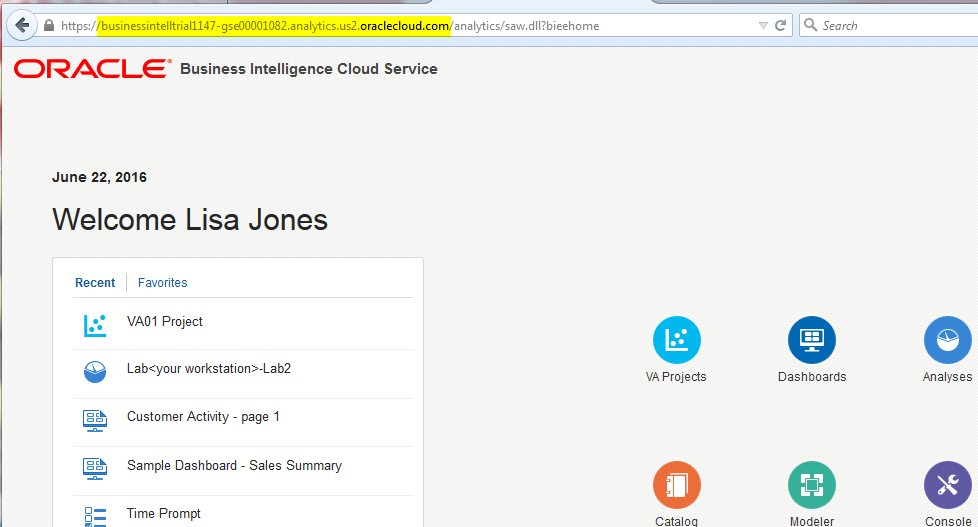 https://businessintelltrial1147-gse00001082.analytics.us2.oraclecloud.com/analytics/saw.dll?bieehome
Search
ORACLE® Business Intelligence Cloud Service
June 22, 2016
Welcome Lisa Jones
Recent
Favorites
VA01 Project
Lab<your workstation>-Lab2
Customer Activity - page 1
Sample Dashboard - Sales Summary
Time Prompt
VA Projects
Dashboards
Analyses
Catalog
Modeler
Console